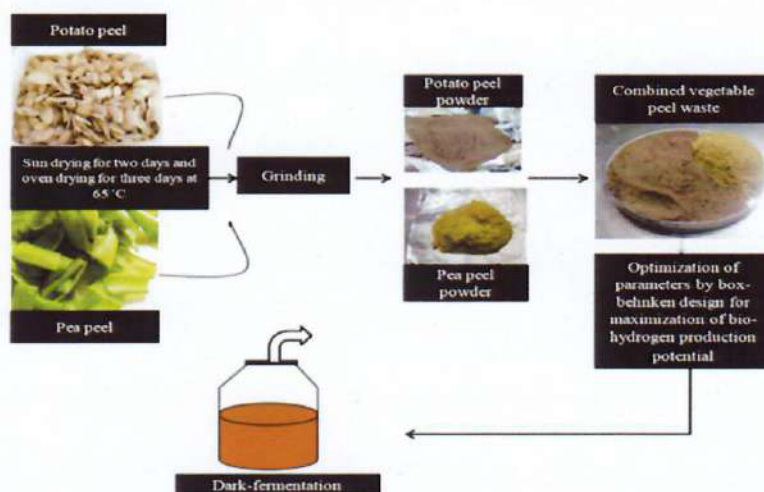 Potato peel
Sun drying for two days and
oven drying for three days at
65 °C
Pea peel
Grinding
Potato peel
powder
Pea peel
powder
Combined vegetable
peel waste
Optimization of
parameters by box-
behnken design for
maximization of bio-
hydrogen production
potential
Dark-fermentation